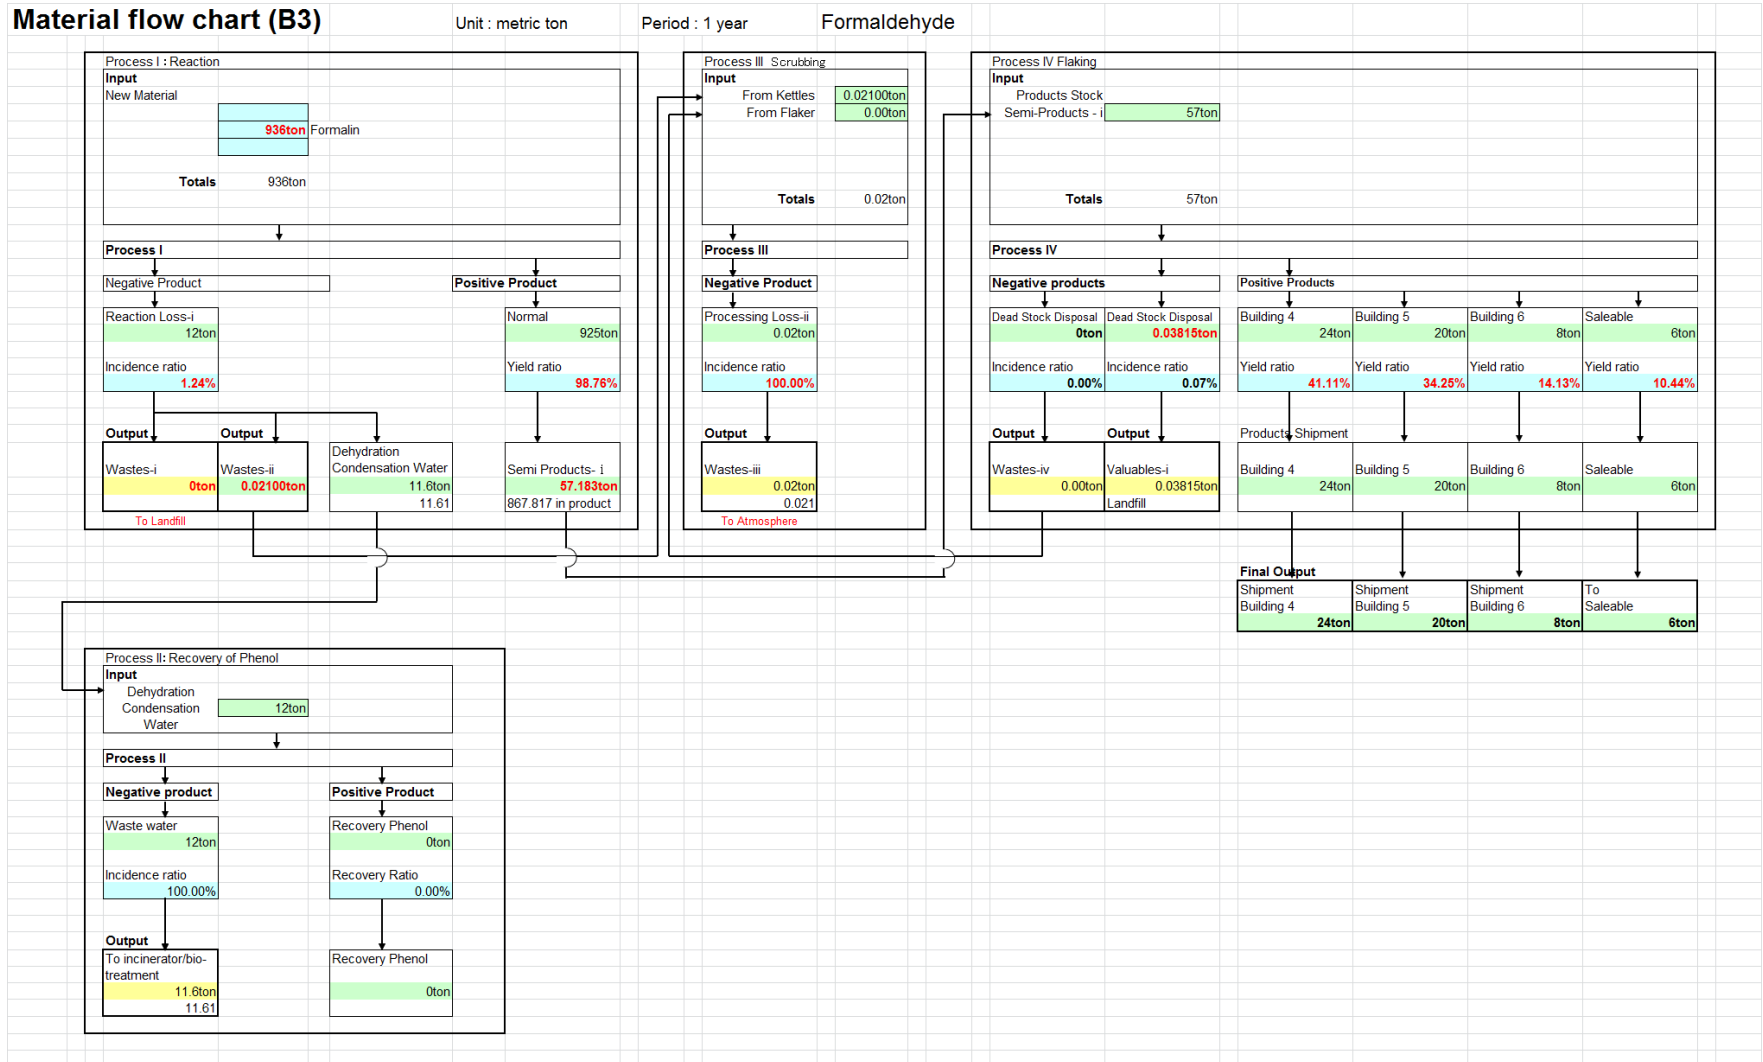 Material flow chart (B3)
Unit : metric ton
Period : 1 year
Formaldehyde
Process I : Reaction
Input
New Material
936ton Formalin
Totals 936ton
Process I
Negative Product
Positive Product
Reaction Loss-i
12ton
Incidence ratio
1.24%
Normal
925ton
Yield ratio
98.76%
Output
Output
Wastes-i
0ton
Wastes-ii
0.02100ton
Dehydration
Condensation Water
11.6ton
11.61
Semi Products- i
57.183ton
867.817 in product
To Landfill
Process III Scrubbing
Input
From Kettles 0.02100ton
From Flaker 0.00ton
Totals 0.02ton
Process III
Negative Product
Processing Loss-ii
0.02ton
Incidence ratio
100.00%
Output
Wastes-iii
0.02ton
0.021
To Atmosphere
Process IV Flaking
Input
Products Stock
Semi-Products - i 57ton
Totals 57ton
Process IV
Negative products
Positive Products
Dead Stock Disposal
0ton
Incidence ratio
0.00%
Dead Stock Disposal
0.03815ton
Incidence ratio
0.07%
Building 4
24ton
Yield ratio
41.11%
Building 5
20ton
Yield ratio
34.25%
Building 6
8ton
Yield ratio
14.13%
Saleable
6ton
Yield ratio
10.44%
Output
Output
Products Shipment
Wastes-iv
0.00ton
Valuables-i
0.03815ton
Landfill
Building 4
24ton
Building 5
20ton
Building 6
8ton
Saleable
6ton
Final Output
Shipment
Building 4
24ton
Shipment
Building 5
20ton
Shipment
Building 6
8ton
To
Saleable
6ton
Process II: Recovery of Phenol
Input
Dehydration
Condensation
Water
12ton
Process II
Negative product
Positive Product
Waste water
12ton
Incidence ratio
100.00%
Recovery Phenol
0ton
Recovery Ratio
0.00%
Output
To incinerator/bio-
treatment
11.6ton
11.61
Recovery Phenol
0ton